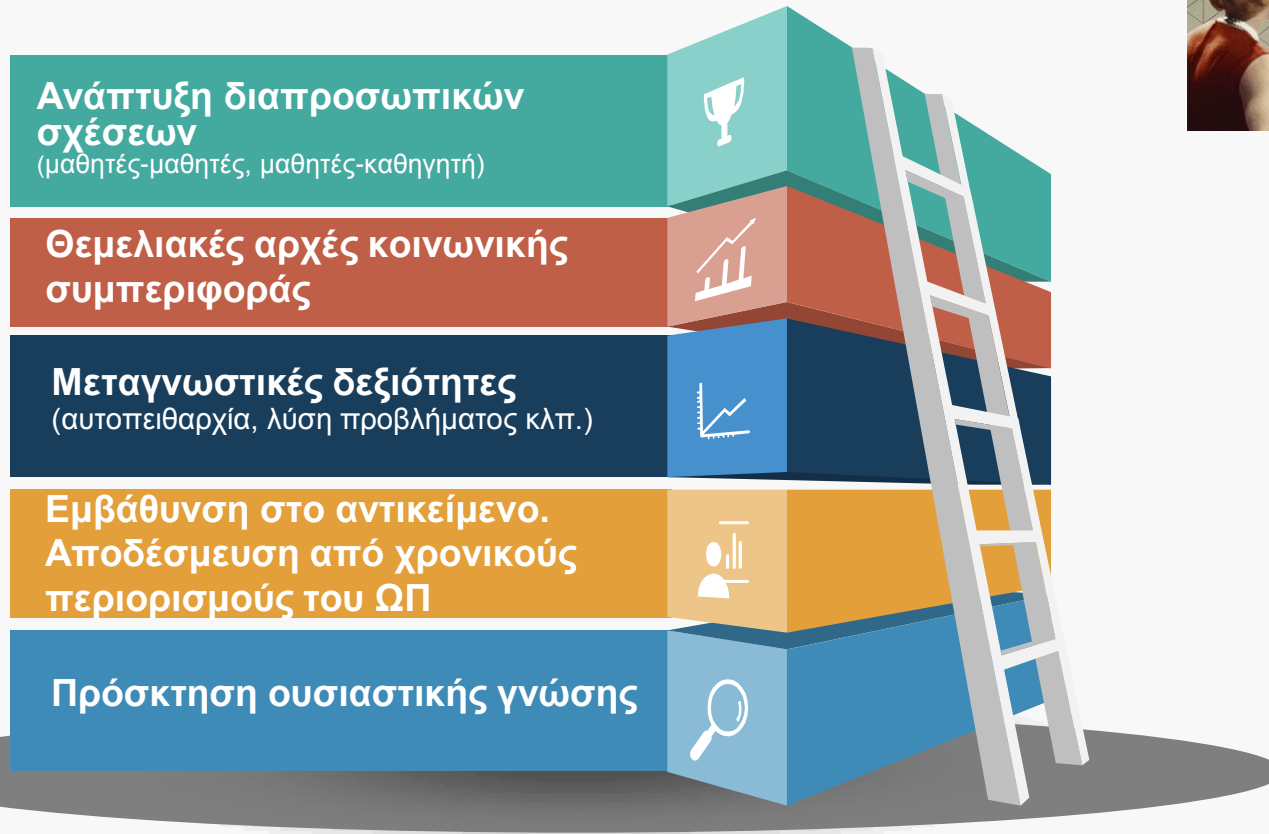 Ανάπτυξη διαπροσωπικών
σχέσεων
(μαθητές-μαθητές, μαθητές-καθηγητή)
Θεμελιακές αρχές κοινωνικής
συμπεριφοράς
Μεταγνωστικές δεξιότητες
(αυτοπειθαρχία, λύση προβλήματος κλπ.)
Εμβάθυνση στο αντικείμενο.
Αποδέσμευση από χρονικούς
περιορισμούς του ΩΠ
Πρόσκτηση ουσιαστικής γνώσης